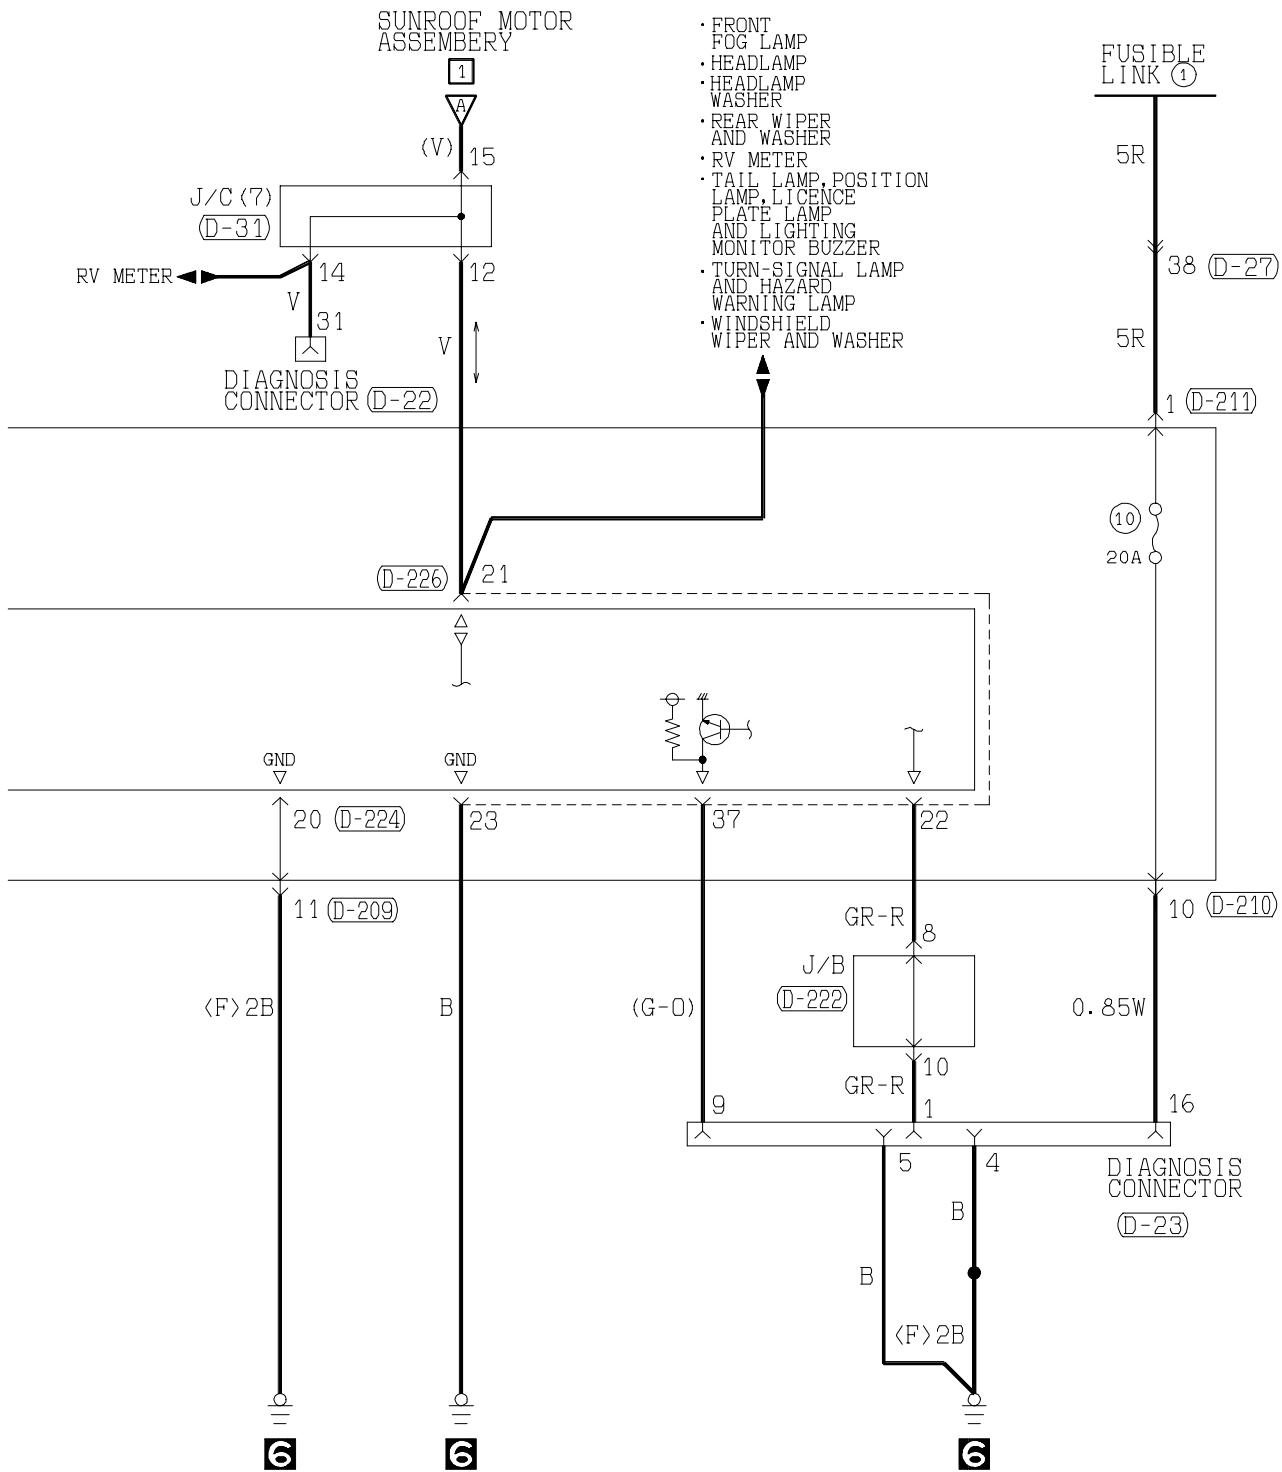 SUNROOF MOTOR
ASSEMBERY
1
A
(V)
15
J/C(7)
(D-31)
RV METER
14
12
V
31
V
DIAGNOSIS
CONNECTOR (D-22)
· FRONT
FOG LAMP
· HEADLAMP
· HEADLAMP
WASHER
· REAR WIPER
AND WASHER
· RV METER
· TAIL LAMP,POSITION
LAMP,LICENCE
PLATE LAMP
AND LIGHTING
MONITOR BUZZER
· TURN-SIGNAL LAMP
AND HAZARD
WARNING LAMP
· WINDSHIELD
WIPER AND WASHER
FUSIBLE
LINK 1
5R
38 (D-27)
5R
1 (D-211)
10
20A
(D-226) 21
GND
GND
20 (D-224)
23
37
22
11 (D-209)
10 (D-210)
GR-R
8
J/B
(D-222)
<F>2B
B
(G-O)
0.85W
10
GR-R
9
1
16
5
4
DIAGNOSIS
CONNECTOR
(D-23)
B
B
<F>2B
6
6
6